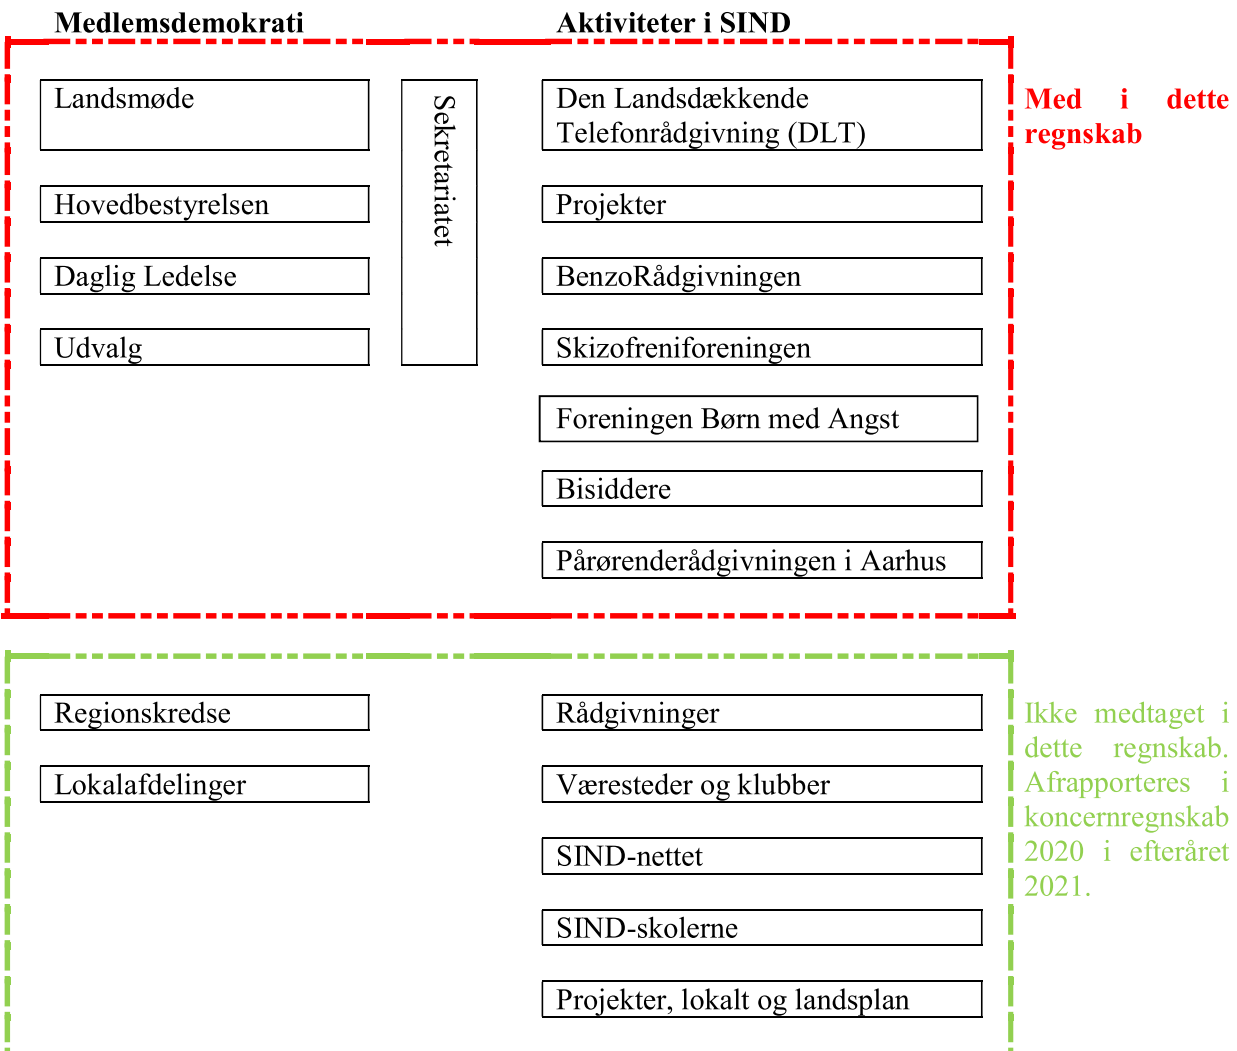 Medlemsdemokrati
Aktiviteter i SIND
Landsmøde
Hovedbestyrelsen
Daglig Ledelse
Udvalg
Sekretariatet
Den Landsdækkende
Telefonrådgivning (DLT)
Projekter
BenzoRådgivningen
Skizofreniforeningen
Foreningen Børn med Angst
Bisiddere
Pårørenderådgivningen i Aarhus
Med i dette
regnskab
Regionskredse
Lokalafdelinger
Rådgivninger
Væresteder og klubber
SIND-nettet
SIND-skolerne
Projekter, lokalt og landsplan
Ikke medtaget i
dette regnskab.
Afrapporteres i
koncernregnskab
2020 i efteråret
2021.